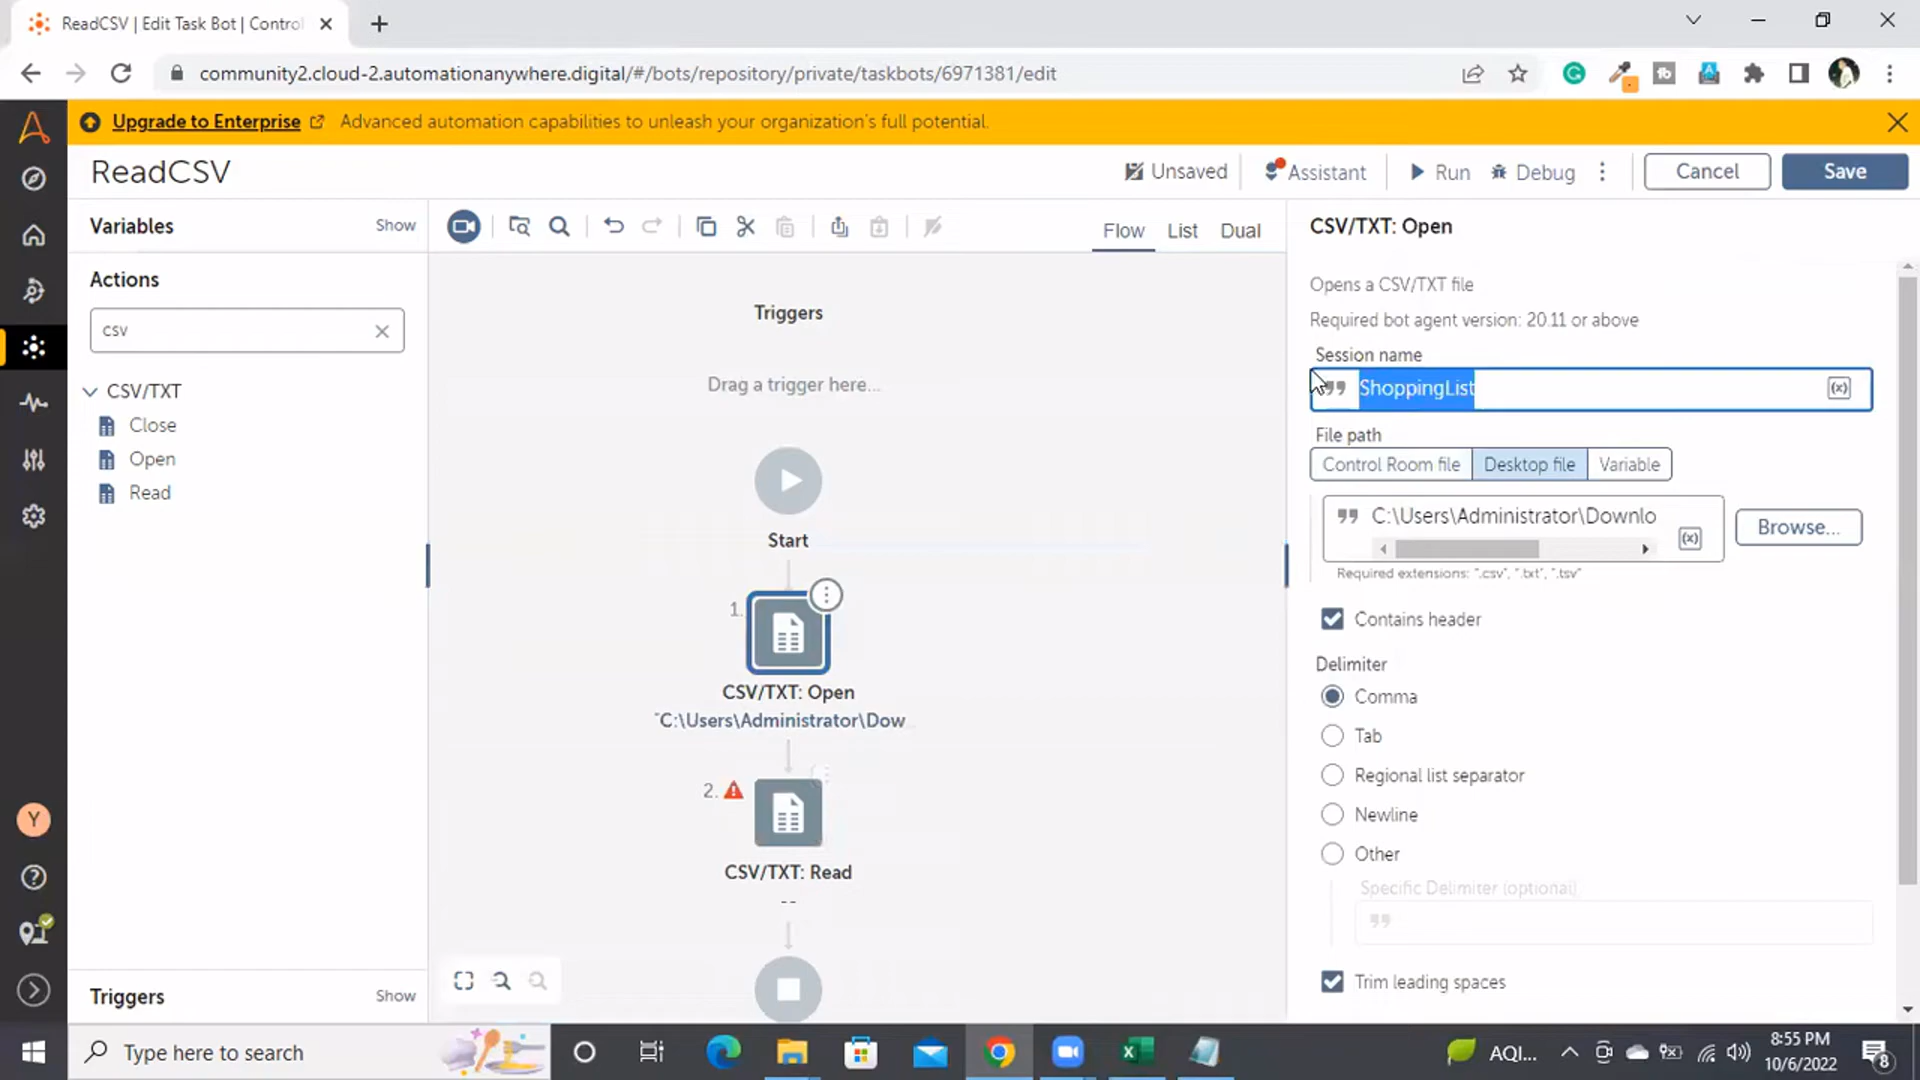 ReadCSV | Edit Task Bot | Contro
community2.cloud-2.automationanywhere.digital/#/bots/repository/private/taskbots/6971381/edit
Upgrade to Enterprise Advanced automation capabilities to unleash your organization's full potential.
ReadCSV
Unsaved
Assistant
Run
Debug
Cancel
Save
Variables
Show
Actions
csv
CSV/TXT
Close
Open
Read
Triggers
Show
Flow
List
Dual
Triggers
Drag a trigger here...
Start
1.
CSV/TXT: Open
"C:\Users\Administrator\Dow
2.
CSV/TXT: Read
--
CSV/TXT: Open
Opens a CSV/TXT file
Required bot agent version: 20.11 or above
Session name
ShoppingList
(x)
File path
Control Room file
Desktop file
Variable
C:\Users\Administrator\Downlo
(x)
Browse...
Required extensions: ".csv", ".txt", ".tsv"
Contains header
Delimiter
Comma
Tab
Regional list separator
Newline
Other
Specific Delimiter (optional)
Trim leading spaces
Y
Type here to search
AQI...
8:55 PM
10/6/2022
8